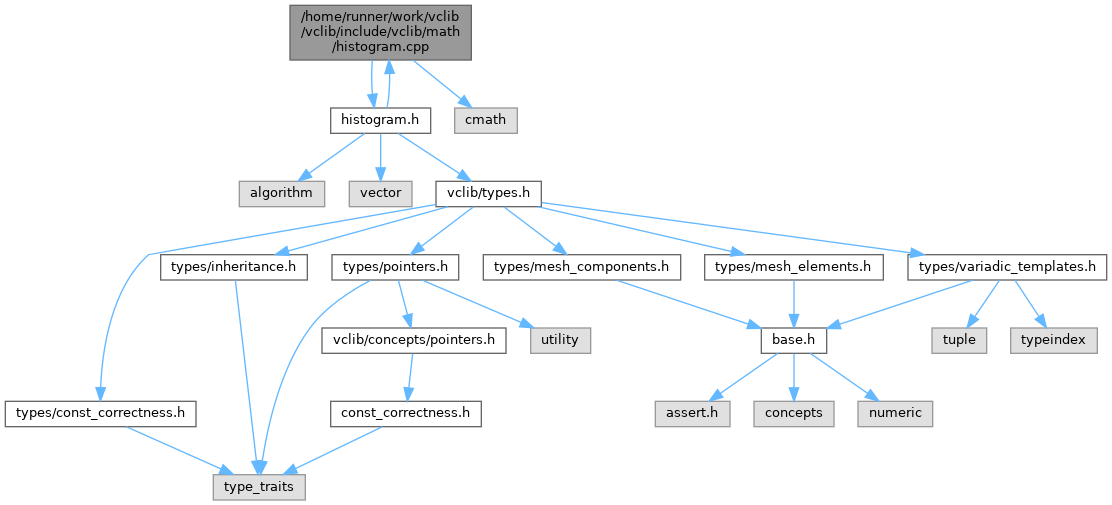 /home/runner/work/vclib
/vclib/include/vclib/math
/histogram.cpp
histogram.h
cmath
algorithm
vector
vclib/types.h
types/inheritance.h
types/pointers.h
types/mesh_components.h
types/mesh_elements.h
types/variadic_templates.h
vclib/concepts/pointers.h
utility
base.h
tuple
typeindex
types/const_correctness.h
const_correctness.h
assert.h
concepts
numeric
type_traits